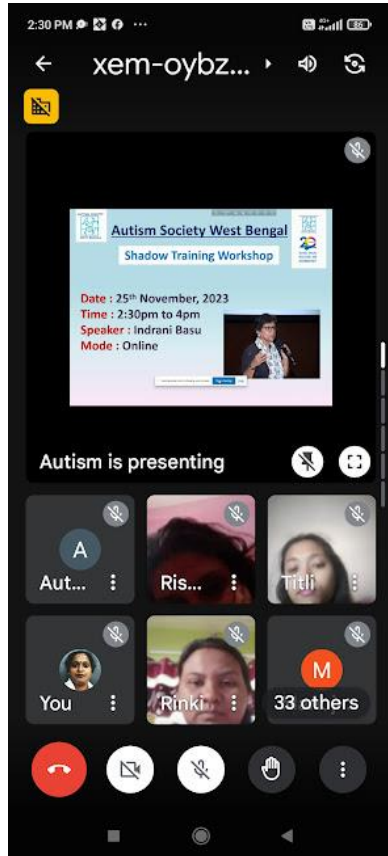 2:30 PM
xem-oybz...
Autism Society West Bengal
Shadow Training Workshop
Date : 25th November, 2023
Time : 2:30pm to 4pm
Speaker : Indrani Basu
Mode : Online
Autism is presenting
A
Aut...
Ris...
Titli
You
Rinki
M
33 others